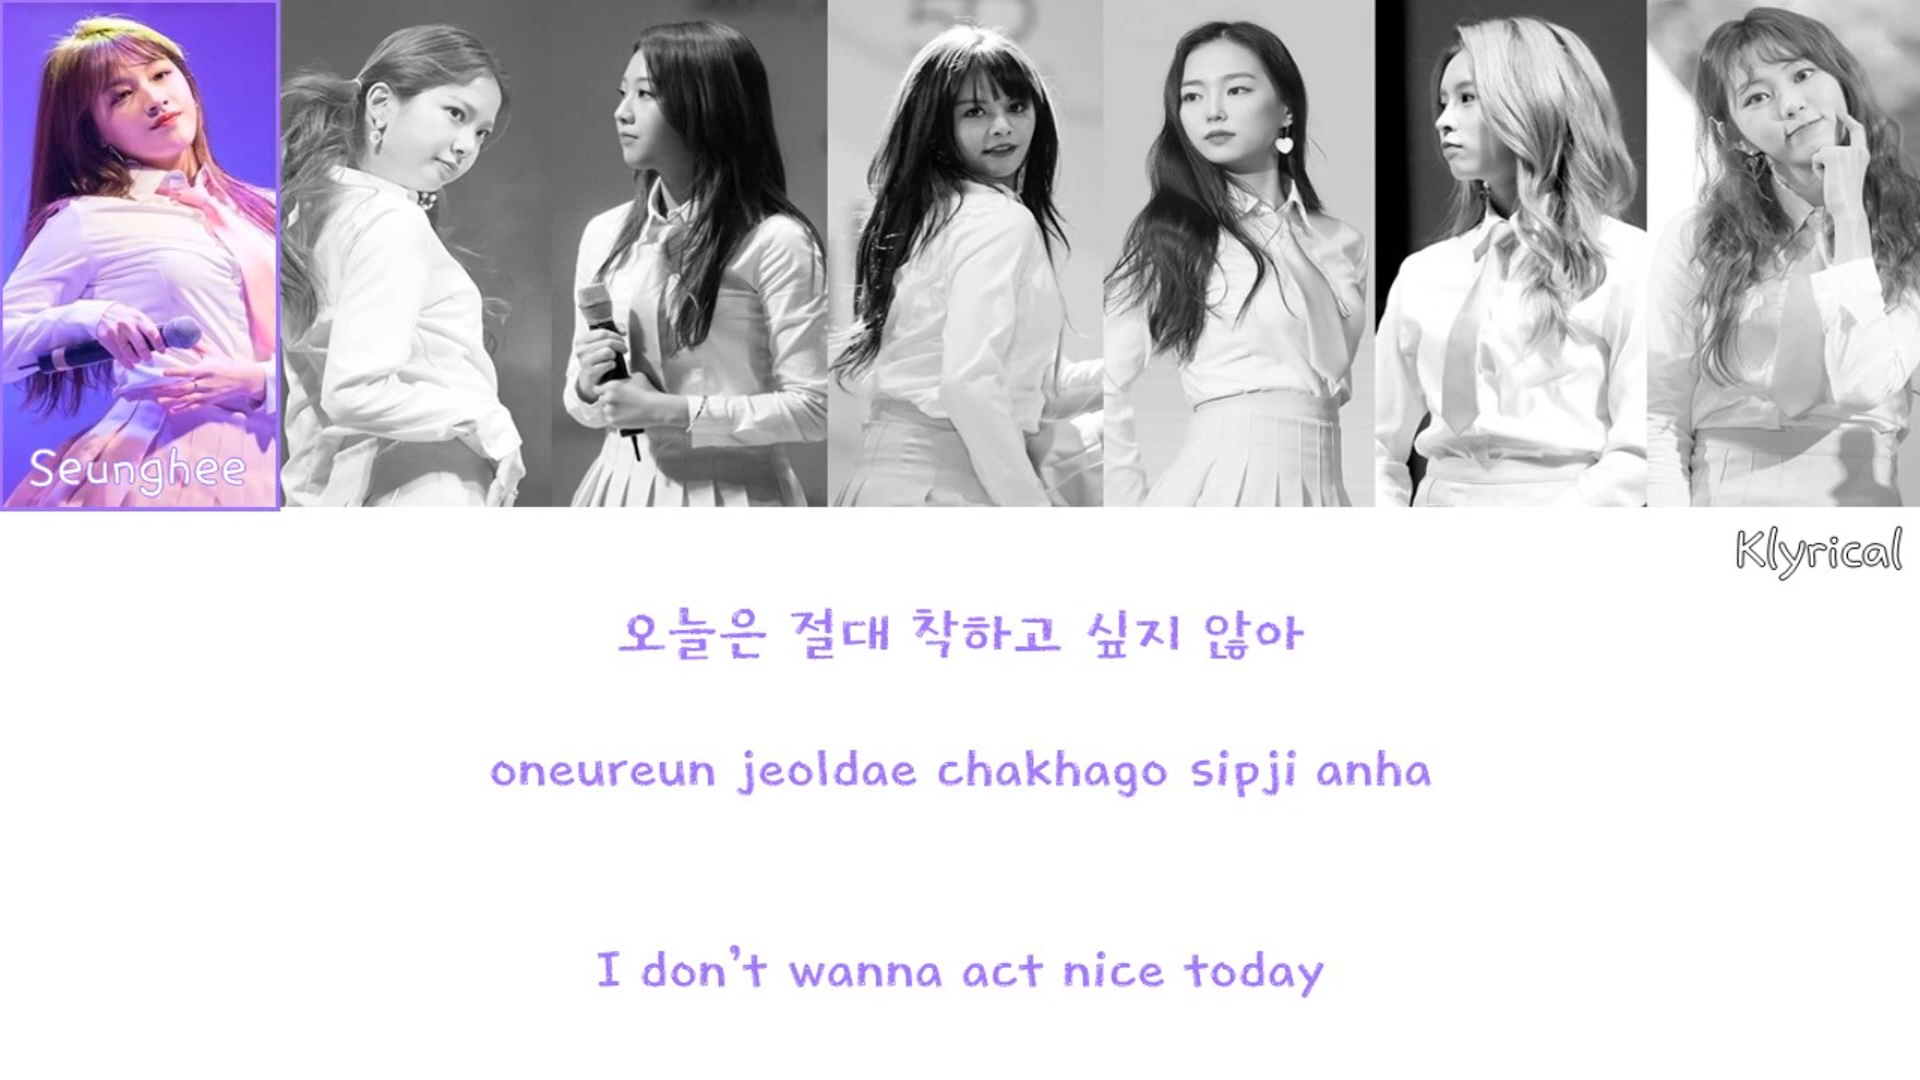 Seunghee
Klyrical
오늘은 절대 착하고 싶지 않아
oneureun jeoldae chakhago sipji anha
I don't wanna act nice today